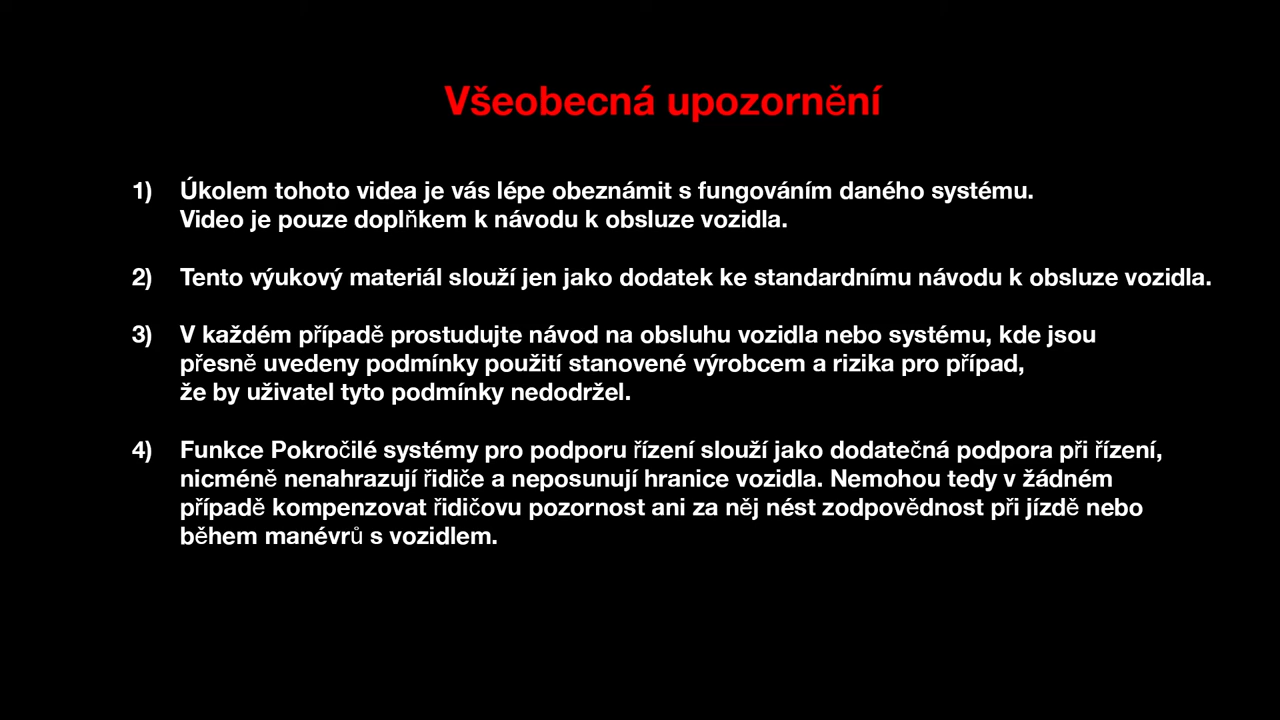 Všeobecná upozornění
1) Úkolem tohoto videa je vás lépe obeznámit s fungováním daného systému.
Video je pouze doplňkem k návodu k obsluze vozidla.
2) Tento výukový materiál slouží jen jako dodatek ke standardnímu návodu k obsluze vozidla.
3) V každém případě prostudujte návod na obsluhu vozidla nebo systému, kde jsou
přesně uvedeny podmínky použití stanovené výrobcem a rizika pro případ,
že by uživatel tyto podmínky nedodržel.
4) Funkce Pokročilé systémy pro podporu řízení slouží jako dodatečná podpora při řízení,
nicméně nenahrazují řidiče a neposunují hranice vozidla. Nemohou tedy v žádném
případě kompenzovat řidičovu pozornost ani za něj nést zodpovědnost při jízdě nebo
během manévrů s vozidlem.